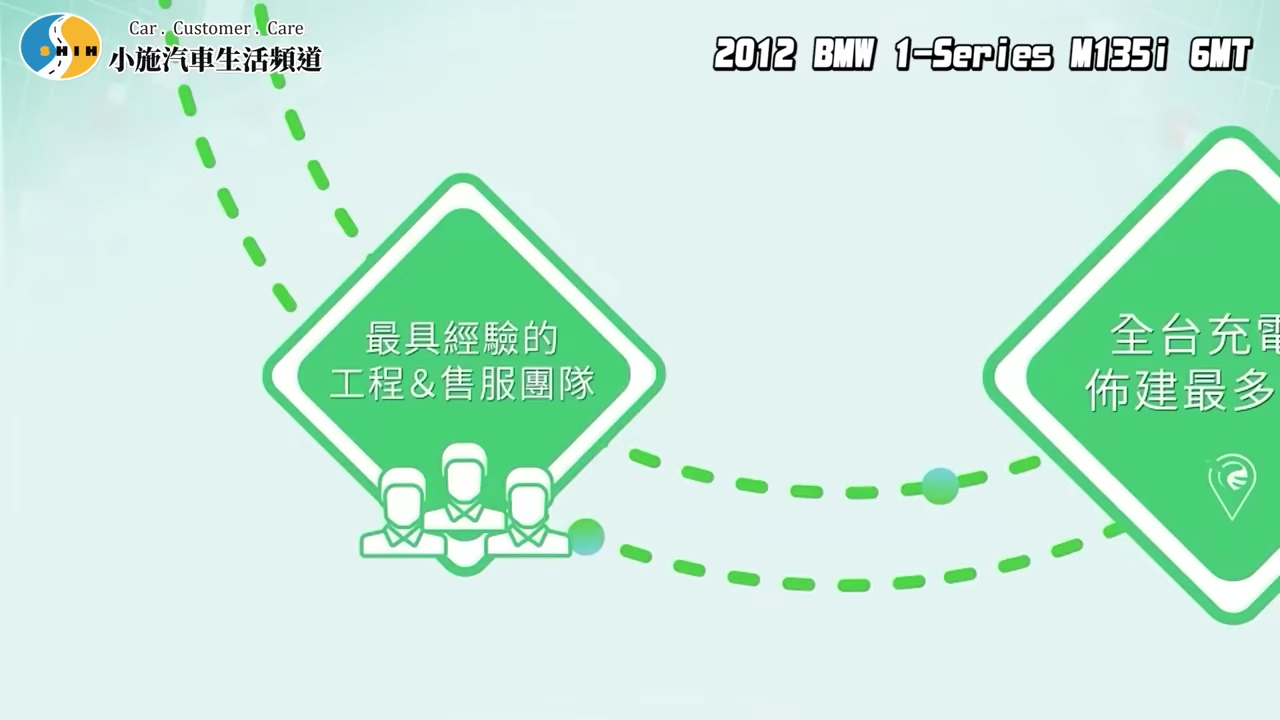 SHIH
Car . Customer . Care
小施汽車生活頻道
2012 BMW 1-Series M135i 6MT
最具經驗的
工程&售服團隊
全台充電
佈建最多